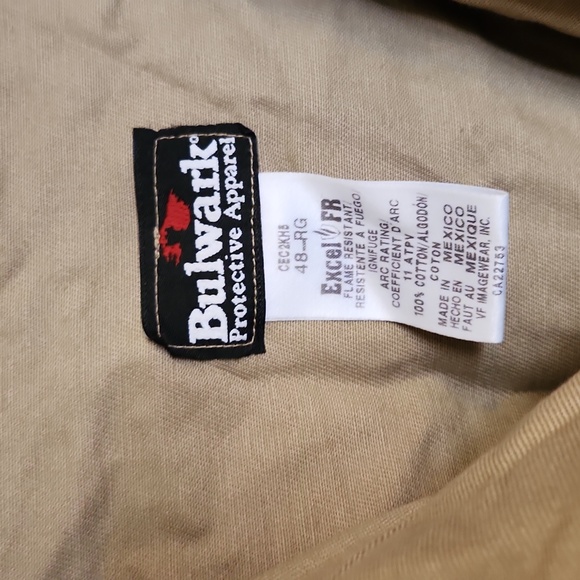 Bulwark®
Protective Apparel
CEC2KH8
48-RG
EXCEL FR
FLAME RESISTANT/
RESISTENTE A FUEGO/
IGNIFUGE
ARC RATING/
COEFFICIENT D'ARC
11 ATPV
100% COTTON/ALGODON/
COTON
MADE IN MEXICO
HECHO EN MEXICO
FAUT AU MEXIQUE
VF IMAGEWEAR, INC.
CA22753